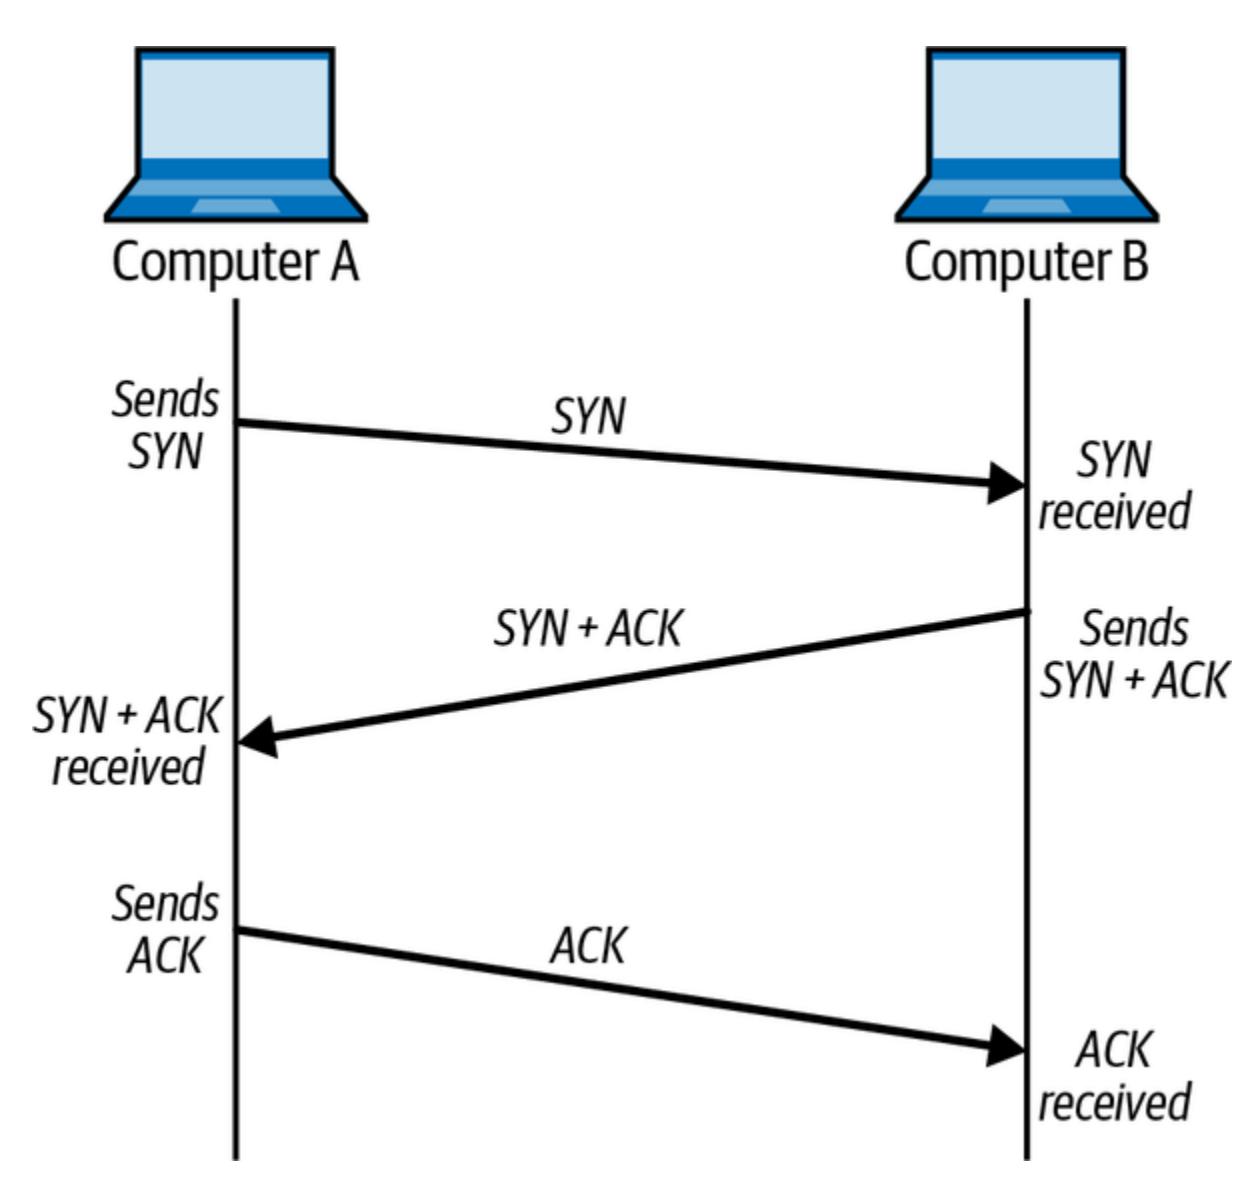 Computer A
Computer B
Sends
SYN
SYN
SYN
received
SYN + ACK
Sends
SYN + ACK
SYN + ACK
received
Sends
ACK
ACK
ACK
received